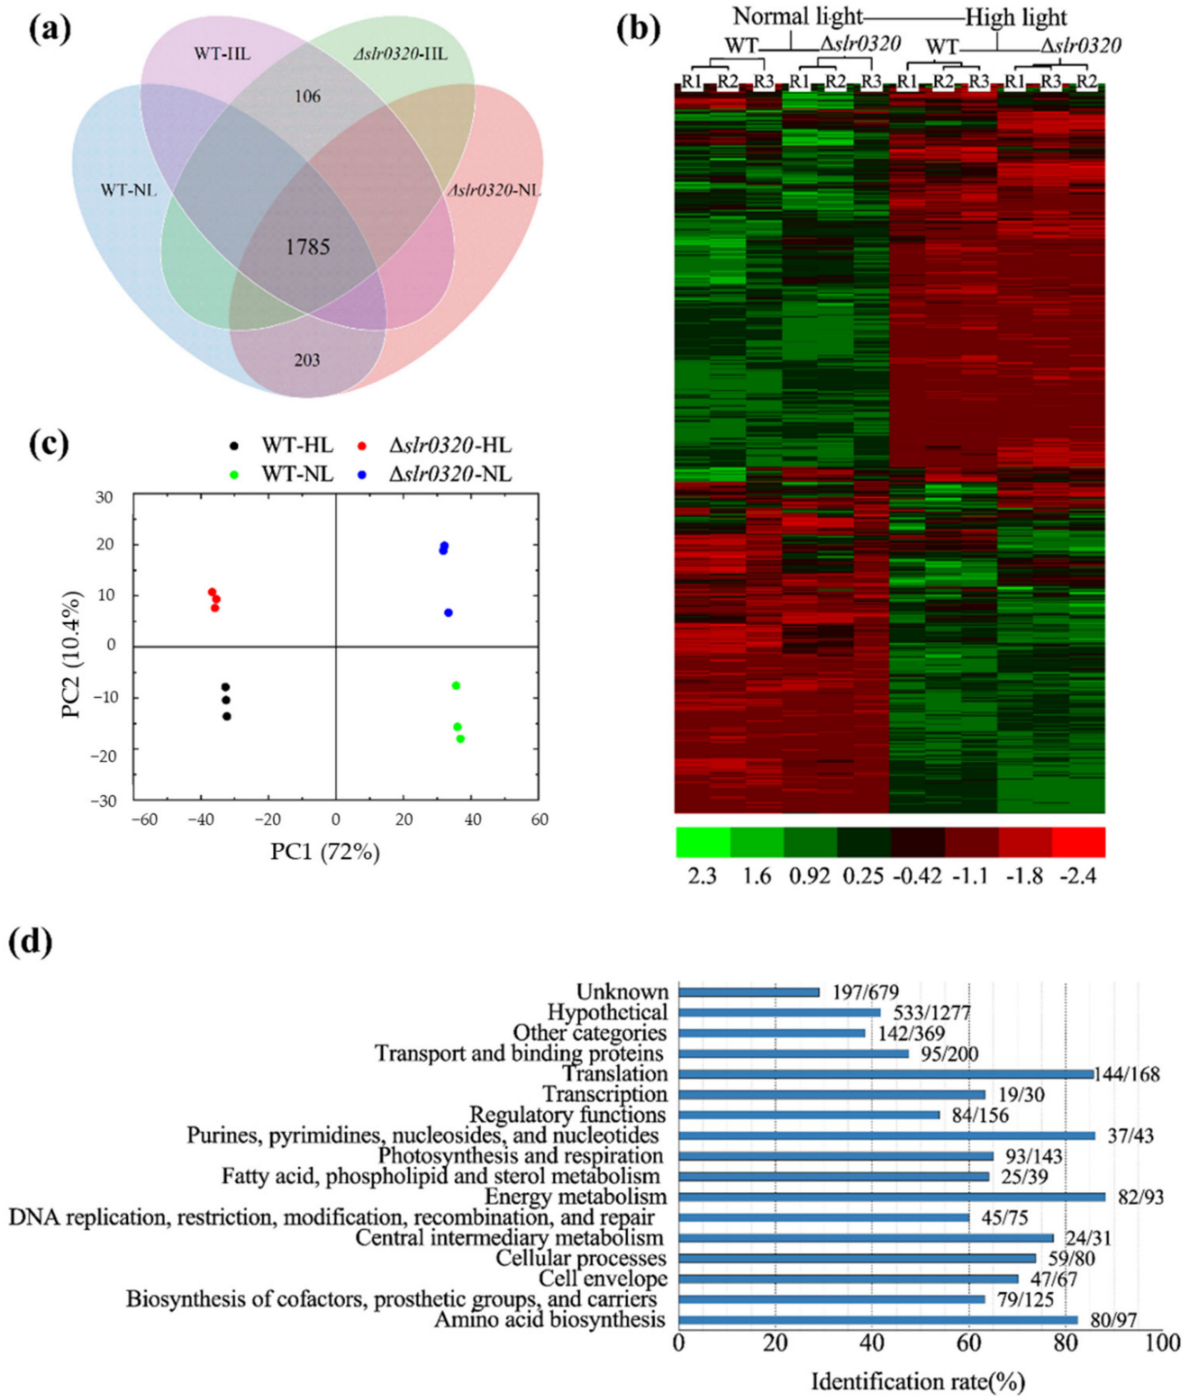 (a)
WT-HL
Δslr0320-HL
106
WT-NL
Δslr0320-NL
1785
203
(b)
Normal light
High light
WT
Δslr0320
WT
Δslr0320
R1 R2 R3 R1 R2 R3 R1 R2 R3 R1 R3 R2
2.3 1.6 0.92 0.25 -0.42 -1.1 -1.8 -2.4
(c)
WT-HL
Δslr0320-HL
WT-NL
Δslr0320-NL
30
20
10
0
−10
−20
−30
PC2 (10.4%)
−60 −40 −20 0 20 40 60
PC1 (72%)
(d)
Unknown 197/679
Hypothetical 533/1277
Other categories 142/369
Transport and binding proteins 95/200
Translation 144/168
Transcription 19/30
Regulatory functions 84/156
Purines, pyrimidines, nucleosides, and nucleotides 37/43
Photosynthesis and respiration 93/143
Fatty acid, phospholipid and sterol metabolism 25/39
Energy metabolism 82/93
DNA replication, restriction, modification, recombination, and repair 45/75
Central intermediary metabolism 24/31
Cellular processes 59/80
Cell envelope 47/67
Biosynthesis of cofactors, prosthetic groups, and carriers 79/125
Amino acid biosynthesis 80/97
0 20 40 60 80 100
Identification rate(%)